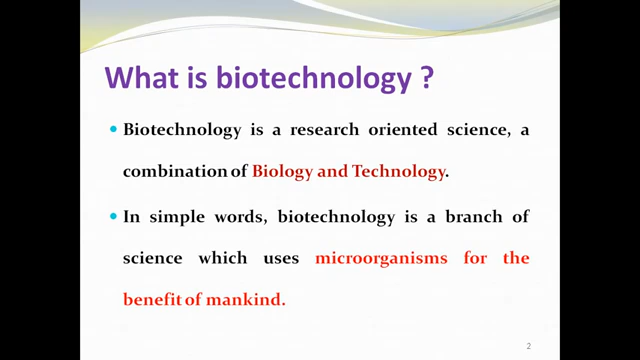 What is biotechnology ?
• Biotechnology is a research oriented science, a
combination of Biology and Technology.
• In simple words, biotechnology is a branch of
science which uses microorganisms for the
benefit of mankind.
2